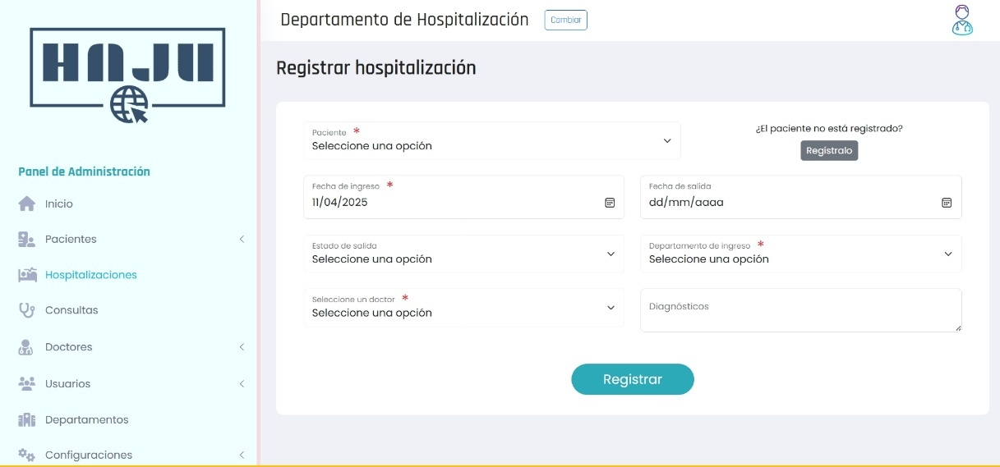 HAJU
Panel de Administración
Inicio
Pacientes
Hospitalizaciones
Consultas
Doctores
Usuarios
Departamentos
Configuraciones
Departamento de Hospitalización
Cambiar
Registrar hospitalización
Paciente *
Seleccione una opción
¿El paciente no está registrado?
Regístralo
Fecha de ingreso *
11/04/2025
Fecha de salida
dd/mm/aaaa
Estado de salida
Seleccione una opción
Departamento de ingreso *
Seleccione una opción
Seleccione un doctor *
Seleccione una opción
Diagnósticos
Registrar